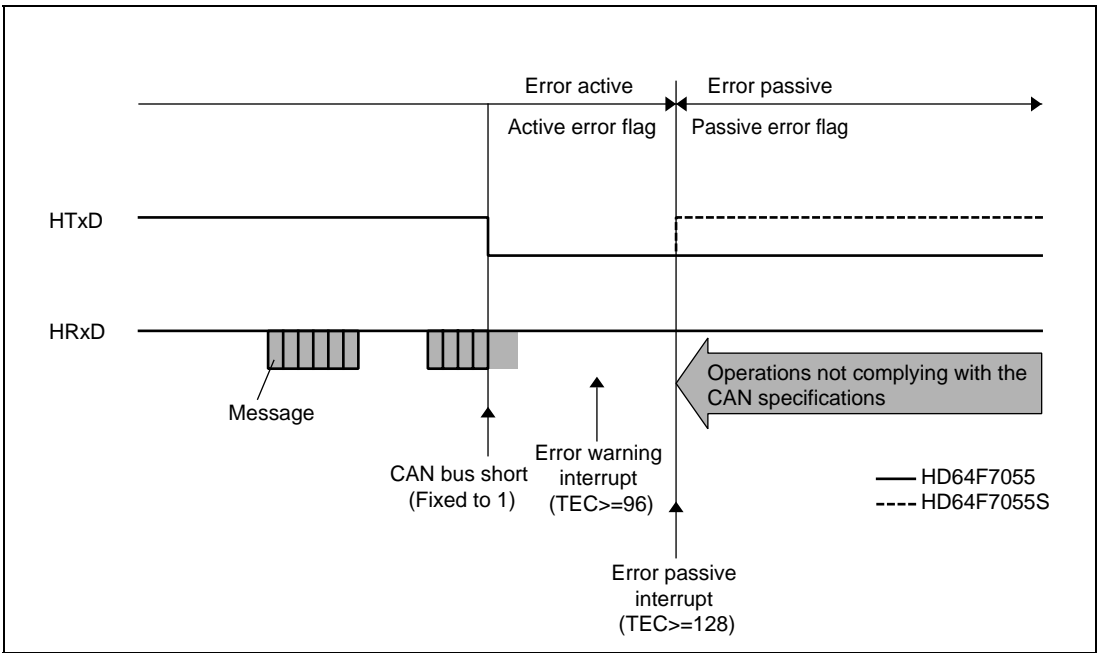 Error active
Error passive
Active error flag
Passive error flag
HTxD
HRxD
Message
Operations not complying with the
CAN specifications
CAN bus short
(Fixed to 1)
Error warning
interrupt
(TEC>=96)
HD64F7055
HD64F7055S
Error passive
interrupt
(TEC>=128)